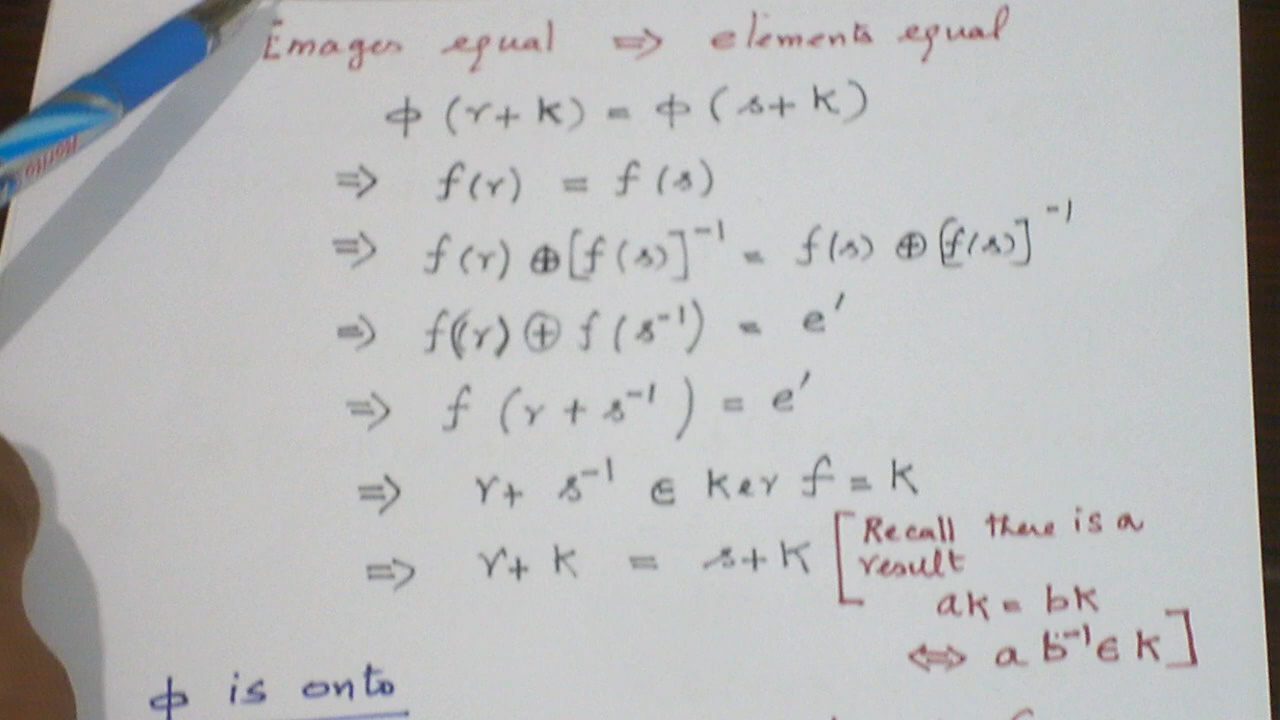 Images equal ⇒ elements equal
φ (r + K) = φ (s + K)
⇒ f(r) = f(s)
⇒ f(r) ⊕ [f(s)]⁻¹ = f(s) ⊕ [f(s)]⁻¹
⇒ f(r) ⊕ f(s⁻¹) = e′
⇒ f (r + s⁻¹) = e′
⇒ r + s⁻¹ ∈ Ker f = K
⇒ r + K = s + K [Recall there is a
result
aK = bK
⇔ a b⁻¹ ∈ K]
φ is onto